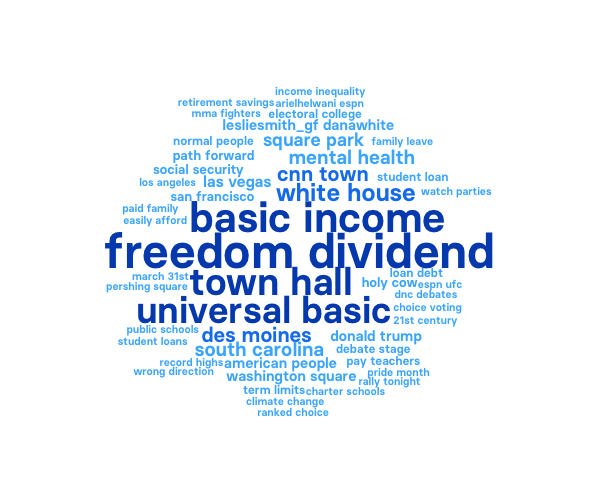 income inequality
retirement savings arielhelwani espn
mma fighters electoral college
lesliesmith_gf danawhite
normal people square park family leave
path forward mental health
social security cnn town student loan
los angeles las vegas white house watch parties
san francisco
paid family basic income
easily afford
freedom dividend
march 31st town hall loan debt
pershing square holy cow espn ufc
dnc debates
universal basic choice voting
21st century
public schools des moines donald trump
student loans south carolina debate stage
record highs american people pay teachers
wrong direction washington square pride month
rally tonight
term limits charter schools
climate change
ranked choice